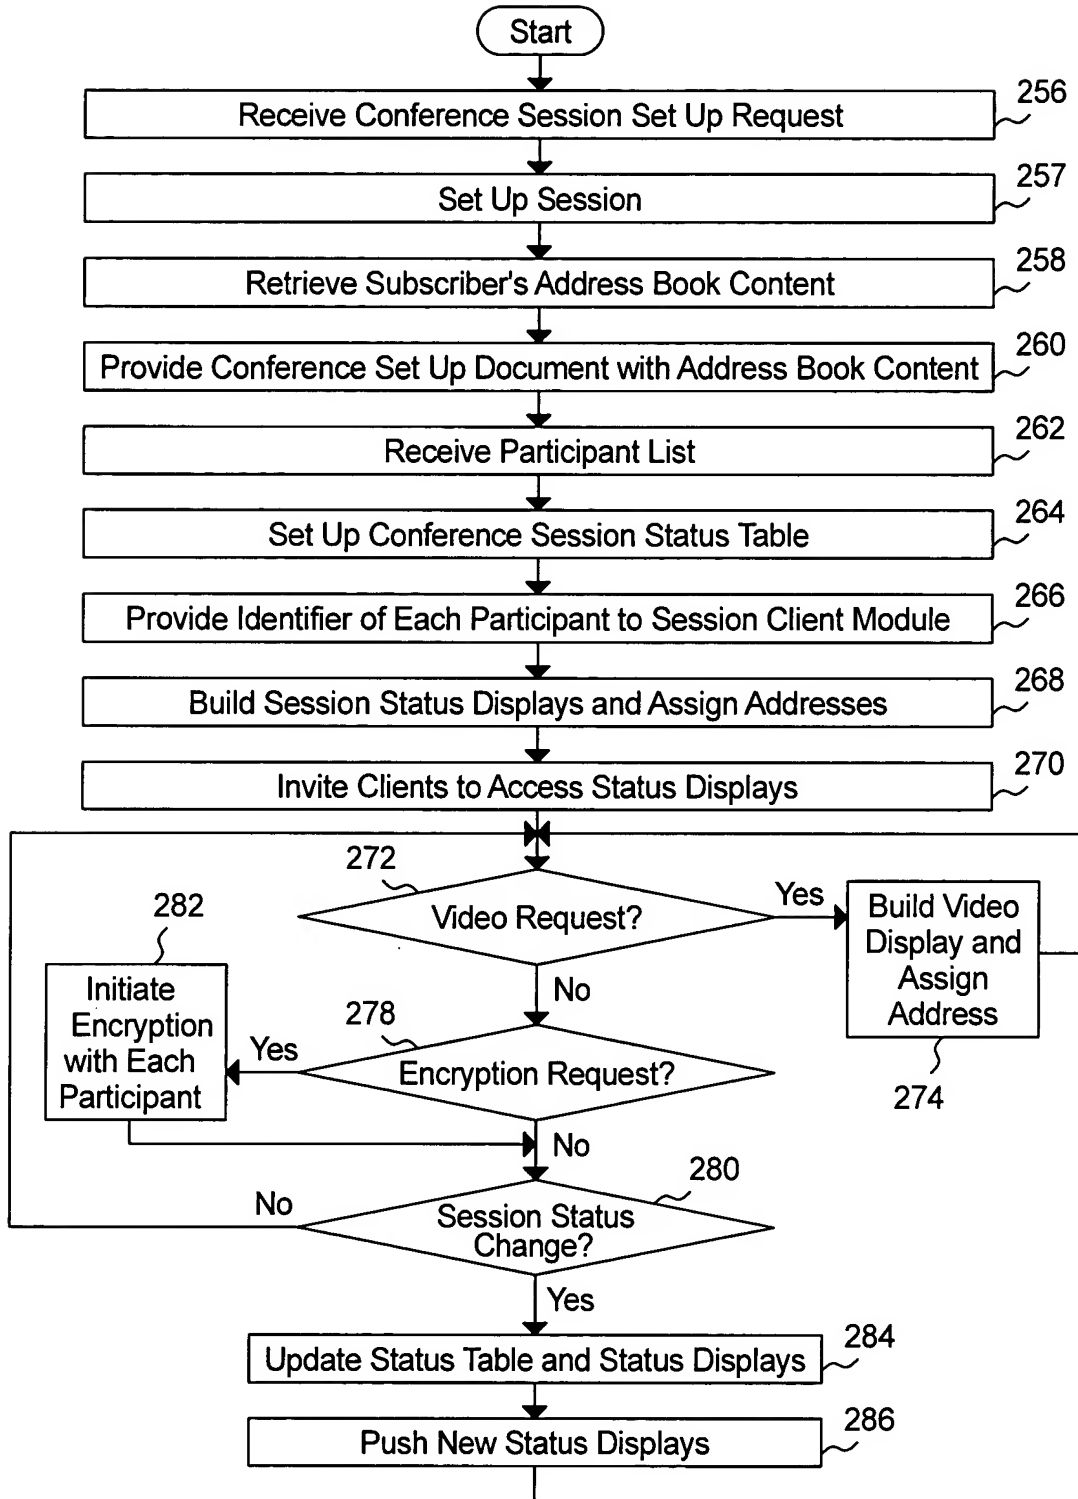 Start
Receive Conference Session Set Up Request
256
Set Up Session
257
Retrieve Subscriber's Address Book Content
258
Provide Conference Set Up Document with Address Book Content
260
Receive Participant List
262
Set Up Conference Session Status Table
264
Provide Identifier of Each Participant to Session Client Module
266
Build Session Status Displays and Assign Addresses
268
Invite Clients to Access Status Displays
270
272
Video Request?
Yes
Build Video
Display and
Assign
Address
274
No
282
Initiate
Encryption
with Each
Participant
278
Yes
Encryption Request?
No
280
No
Session Status
Change?
Yes
Update Status Table and Status Displays
284
Push New Status Displays
286